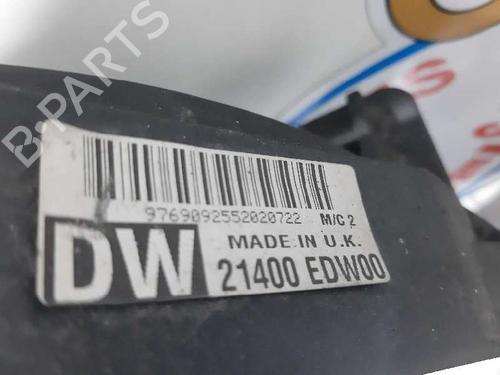 B-PARTS
9769092552020722 M/C 2
DW
MADE IN U.K.
21400 EDW00